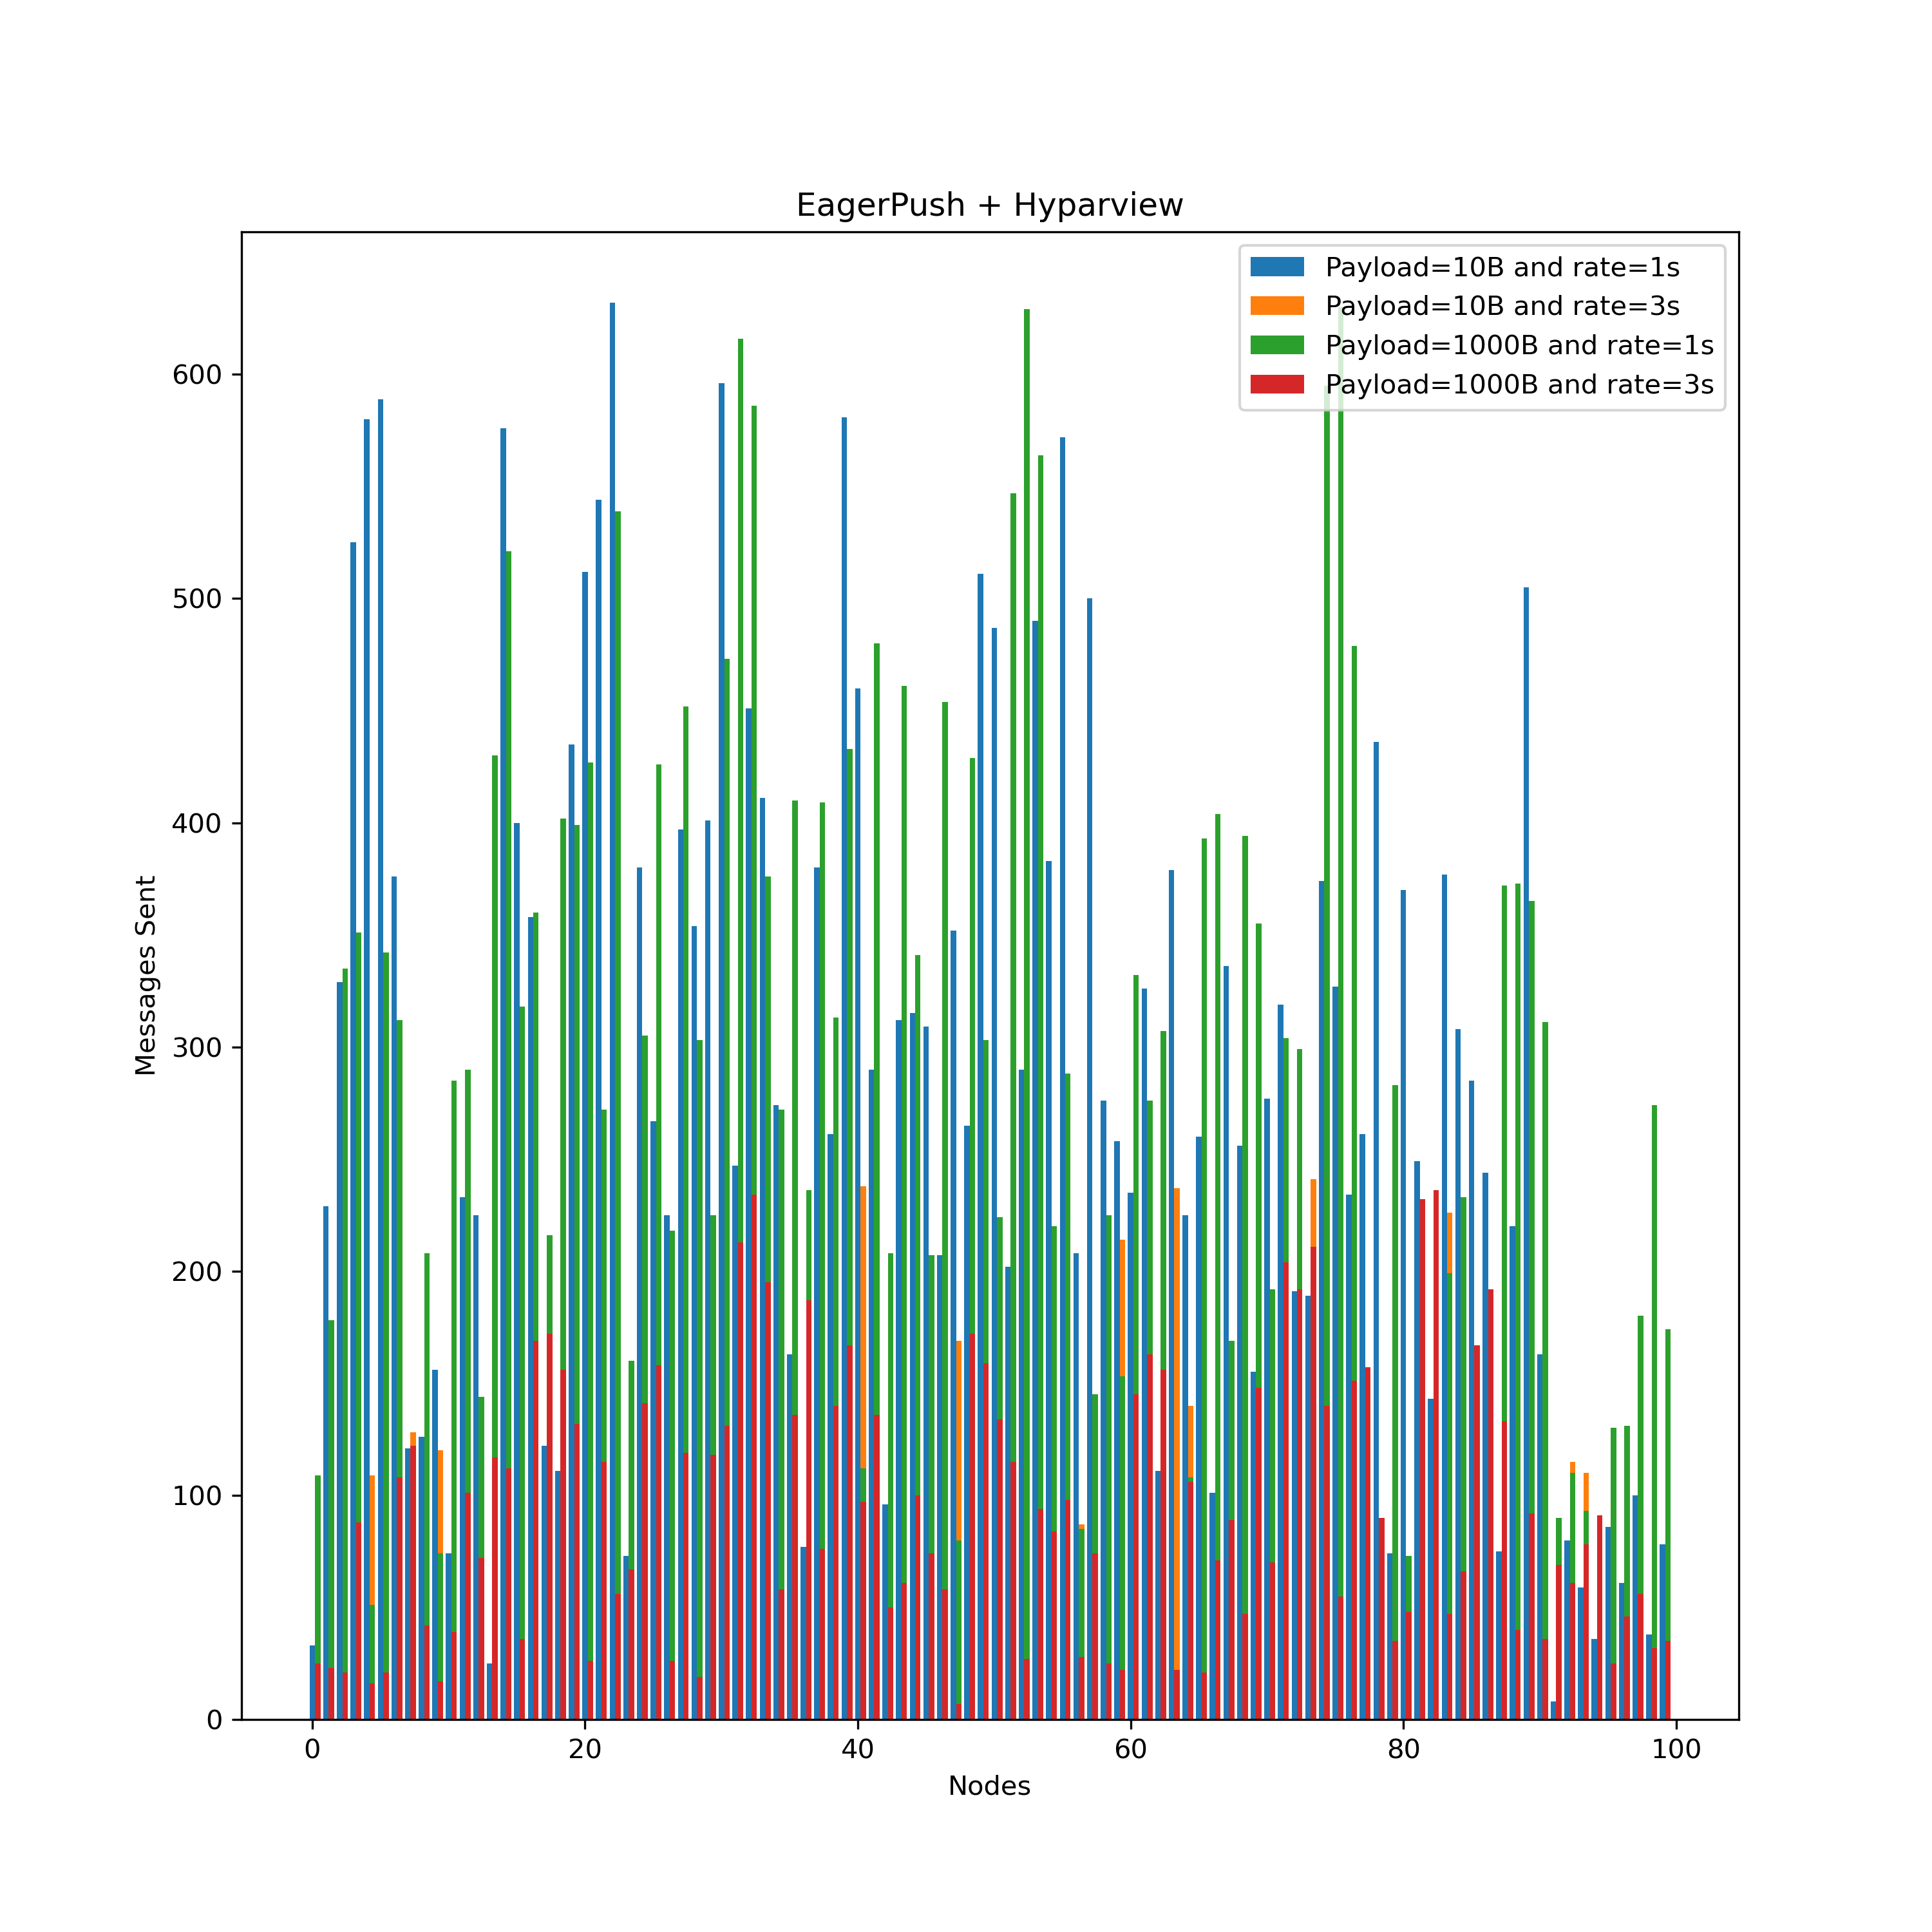 EagerPush + Hyparview
Payload=10B and rate=1s
Payload=10B and rate=3s
Payload=1000B and rate=1s
Payload=1000B and rate=3s
600
500
400
300
200
100
0
Messages Sent
0 20 40 60 80 100
Nodes